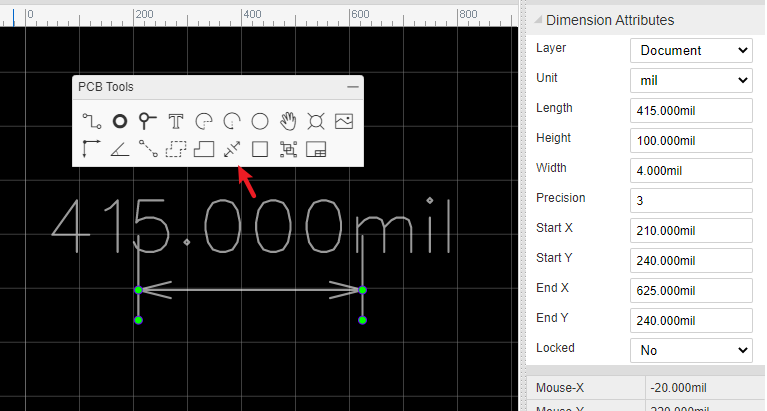 0 200 400 600 800
PCB Tools
415.000mil
Dimension Attributes
Layer Document
Unit mil
Length 415.000mil
Height 100.000mil
Width 4.000mil
Precision 3
Start X 210.000mil
Start Y 240.000mil
End X 625.000mil
End Y 240.000mil
Locked No
Mouse-X -20.000mil